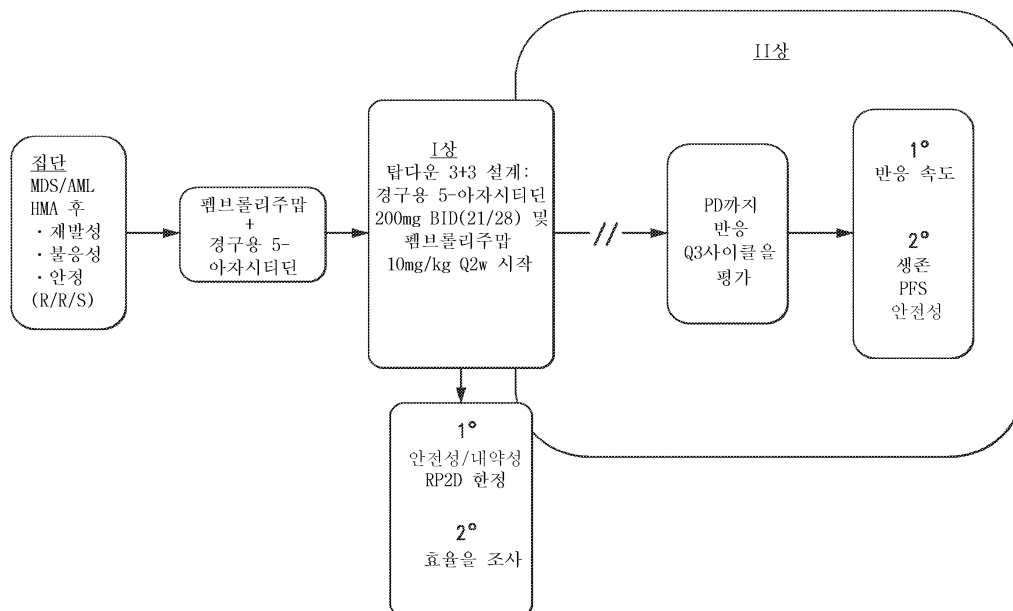 II상
집단
MDS/AML
HMA 후
· 재발성
· 불응성
· 안정
(R/R/S)
펨브롤리주맙
+
경구용 5-
아자시티딘
I상
탑다운 3+3 설계:
경구용 5-아자시티딘
200mg BID(21/28) 및
펨브롤리주맙
10mg/kg Q2w 시작
PD까지
반응
Q3사이클을
평가
1°
반응 속도
2°
생존
PFS
안전성
1°
안전성/내약성
RP2D 한정
2°
효율을 조사